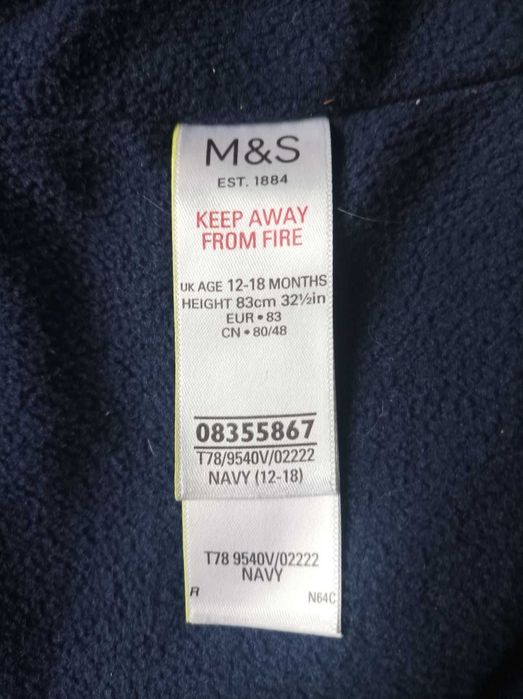 M&S
EST. 1884
KEEP AWAY
FROM FIRE
UK AGE 12-18 MONTHS
HEIGHT 83cm 32½in
EUR • 83
CN • 80/48
08355867
T78/9540V/02222
NAVY (12-18)
T78 9540V/02222
NAVY
R
N64C